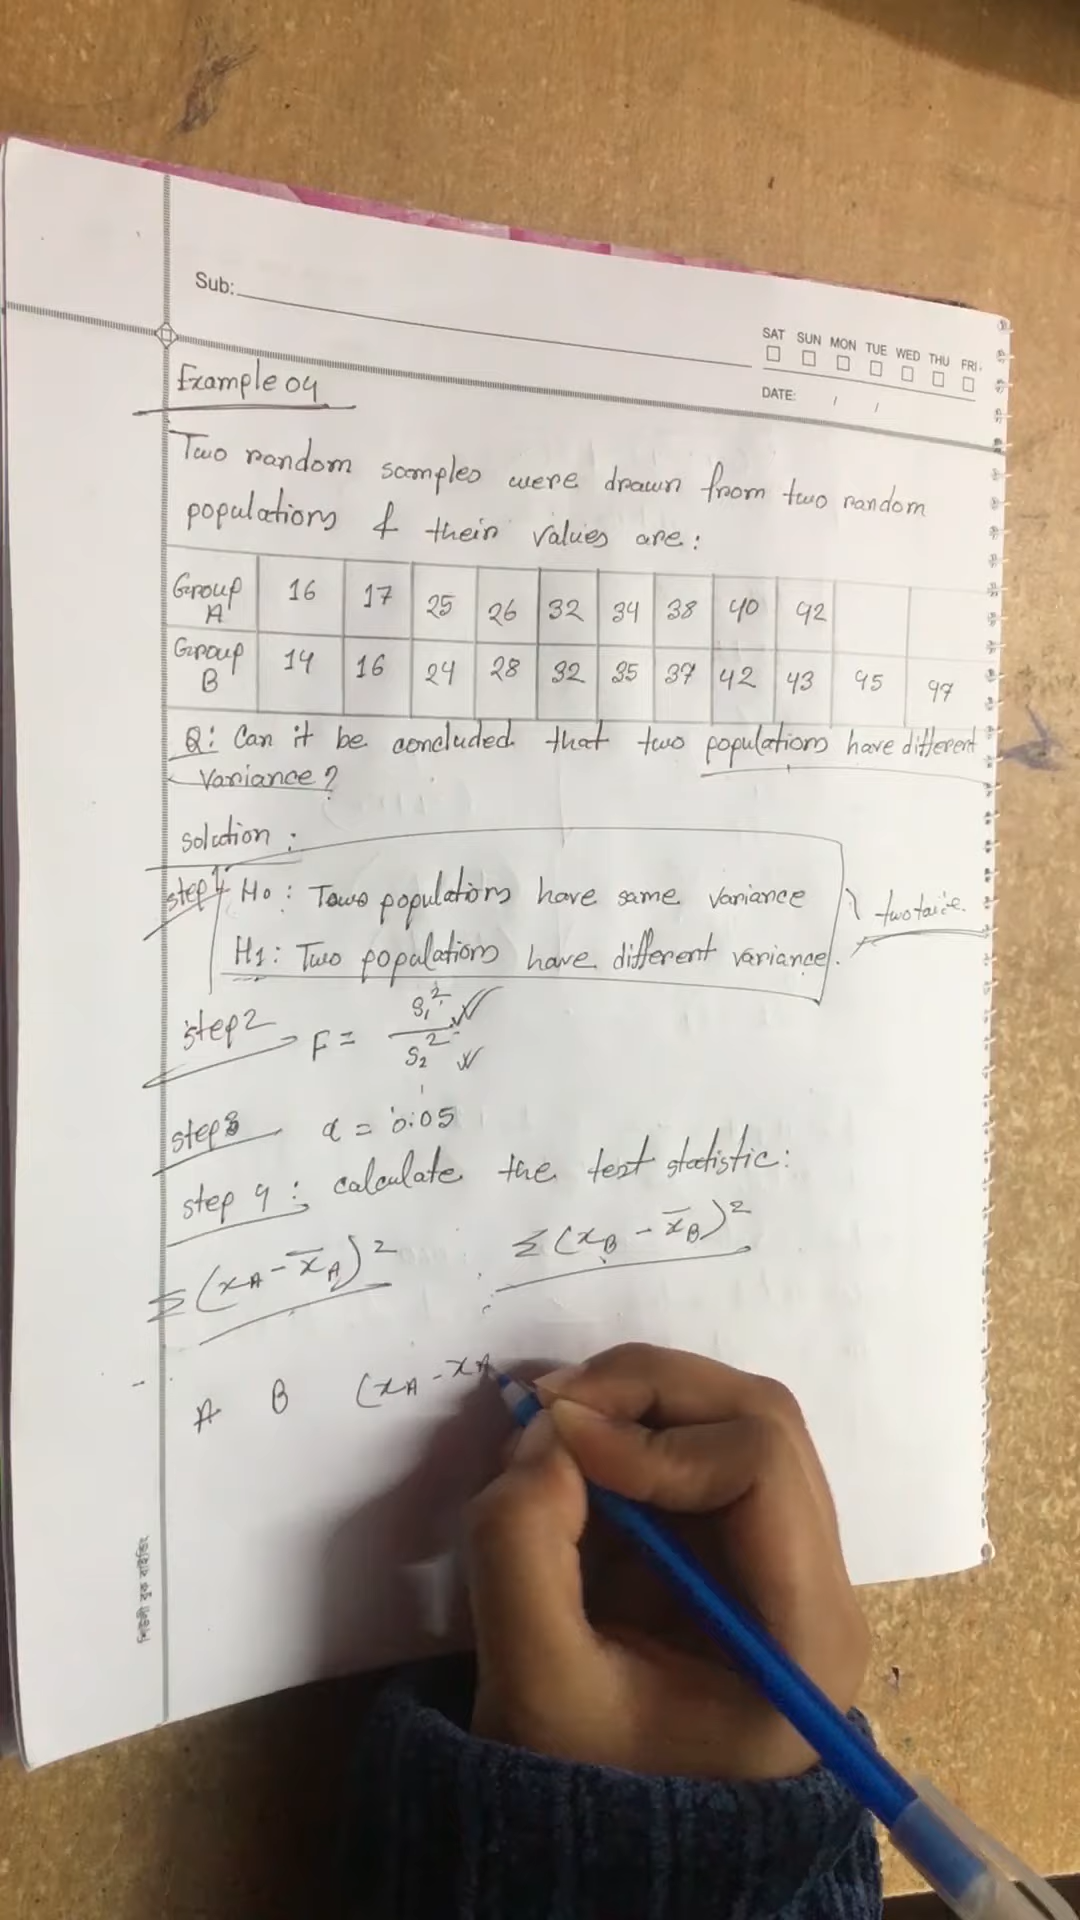 Sub:
SAT SUN MON TUE WED THU FRI.
DATE: / /
Example 04
Two random samples were drawn from two random
populations & their values are:
Group A 16 17 25 26 32 34 38 40 42
Group B 14 16 24 28 32 35 37 42 43 45 47
Q: Can it be concluded that two populations have different
variance?
solution:
step 1 H0: Two populations have same variance
H1: Two populations have different variance.
step 2 F = S₁²/S₂²
step 3 α = 0.05
step 4: calculate the test statistic:
Σ(xA - x̄A)² Σ(xB - x̄B)²
A B (xA - xA